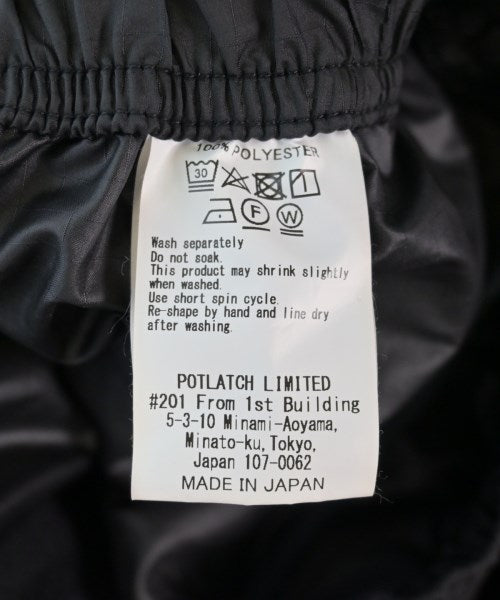 100% POLYESTER
30
F W
Wash separately
Do not soak.
This product may shrink slightly
when washed.
Use short spin cycle.
Re-shape by hand and line dry
after washing.
POTLATCH LIMITED
#201 From 1st Building
5-3-10 Minami-Aoyama,
Minato-ku, Tokyo,
Japan 107-0062
MADE IN JAPAN